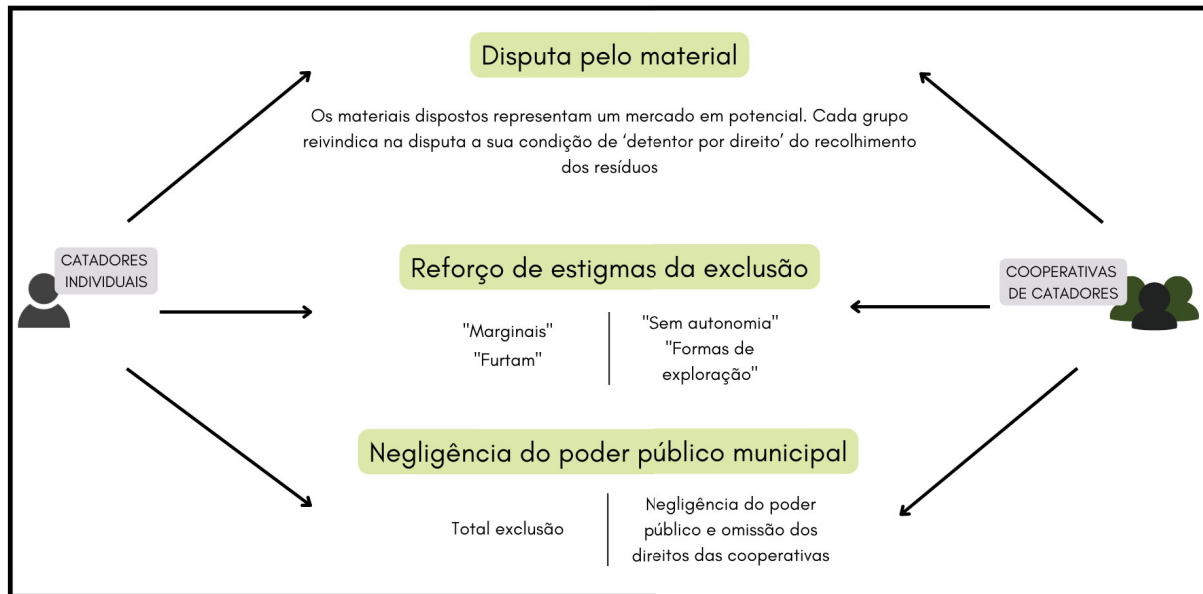 Disputa pelo material
Os materiais dispostos representam um mercado em potencial. Cada grupo
reivindica na disputa a sua condição de ‘detentor por direito’ do recolhimento
dos resíduos
CATADORES
INDIVIDUAIS
COOPERATIVAS
DE CATADORES
Reforço de estigmas da exclusão
"Marginais"
"Furtam"
"Sem autonomia"
"Formas de
exploração"
Negligência do poder público municipal
Total exclusão
Negligência do poder
público e omissão dos
direitos das cooperativas